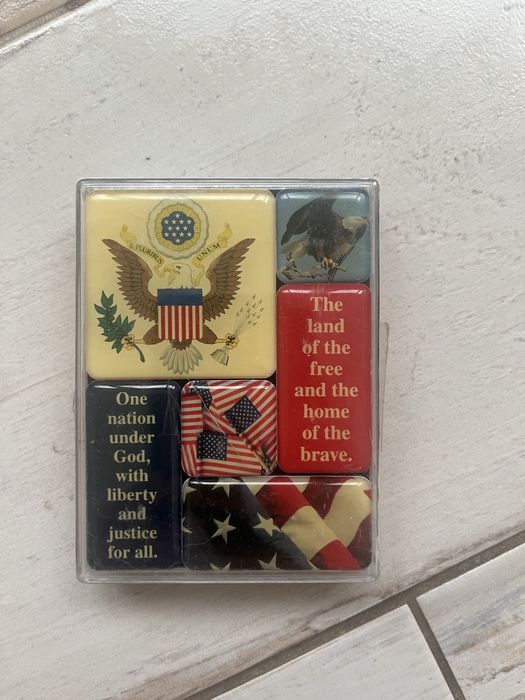 E PLURIBUS UNUM
The
land
of the
free
and the
home
of the
brave.
One
nation
under
God,
with
liberty
and
justice
for all.